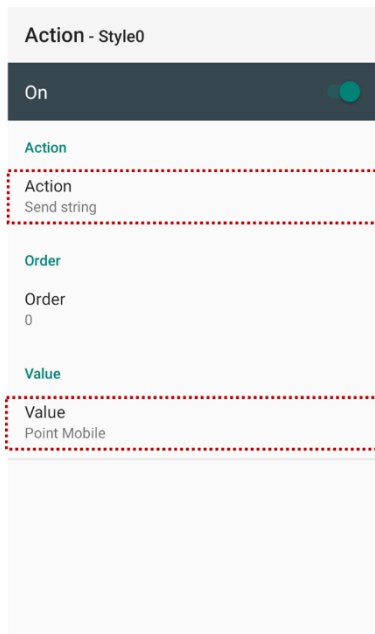 Action - Style0
On
Action
Action
Send string
Order
Order
0
Value
Value
Point Mobile